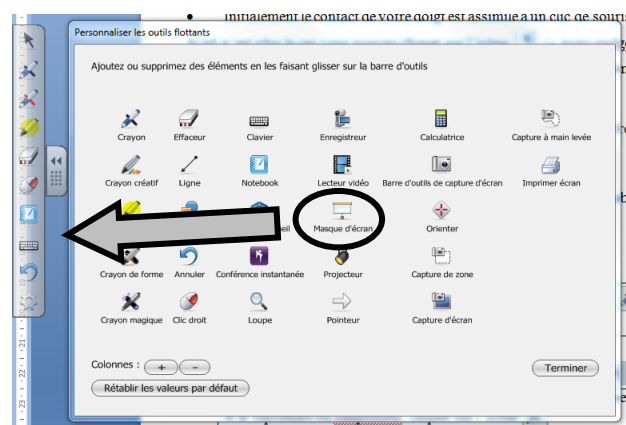 Initialement le contact de votre doigt est assimilé à un clic de souris
Personnaliser les outils flottants
Ajoutez ou supprimez des éléments en les faisant glisser sur la barre d'outils
Crayon Effaceur Clavier Enregistreur Calculatrice Capture à main levée
Crayon créatif Ligne Notebook Lecteur vidéo Barre d'outils de capture d'écran Imprimer écran
Masque d'écran Orienter
Crayon de forme Annuler Conférence instantanée Projecteur Capture de zone
Crayon magique Clic droit Loupe Pointeur Capture d'écran
Colonnes : + -
Terminer
Rétablir les valeurs par défaut
21
22
23